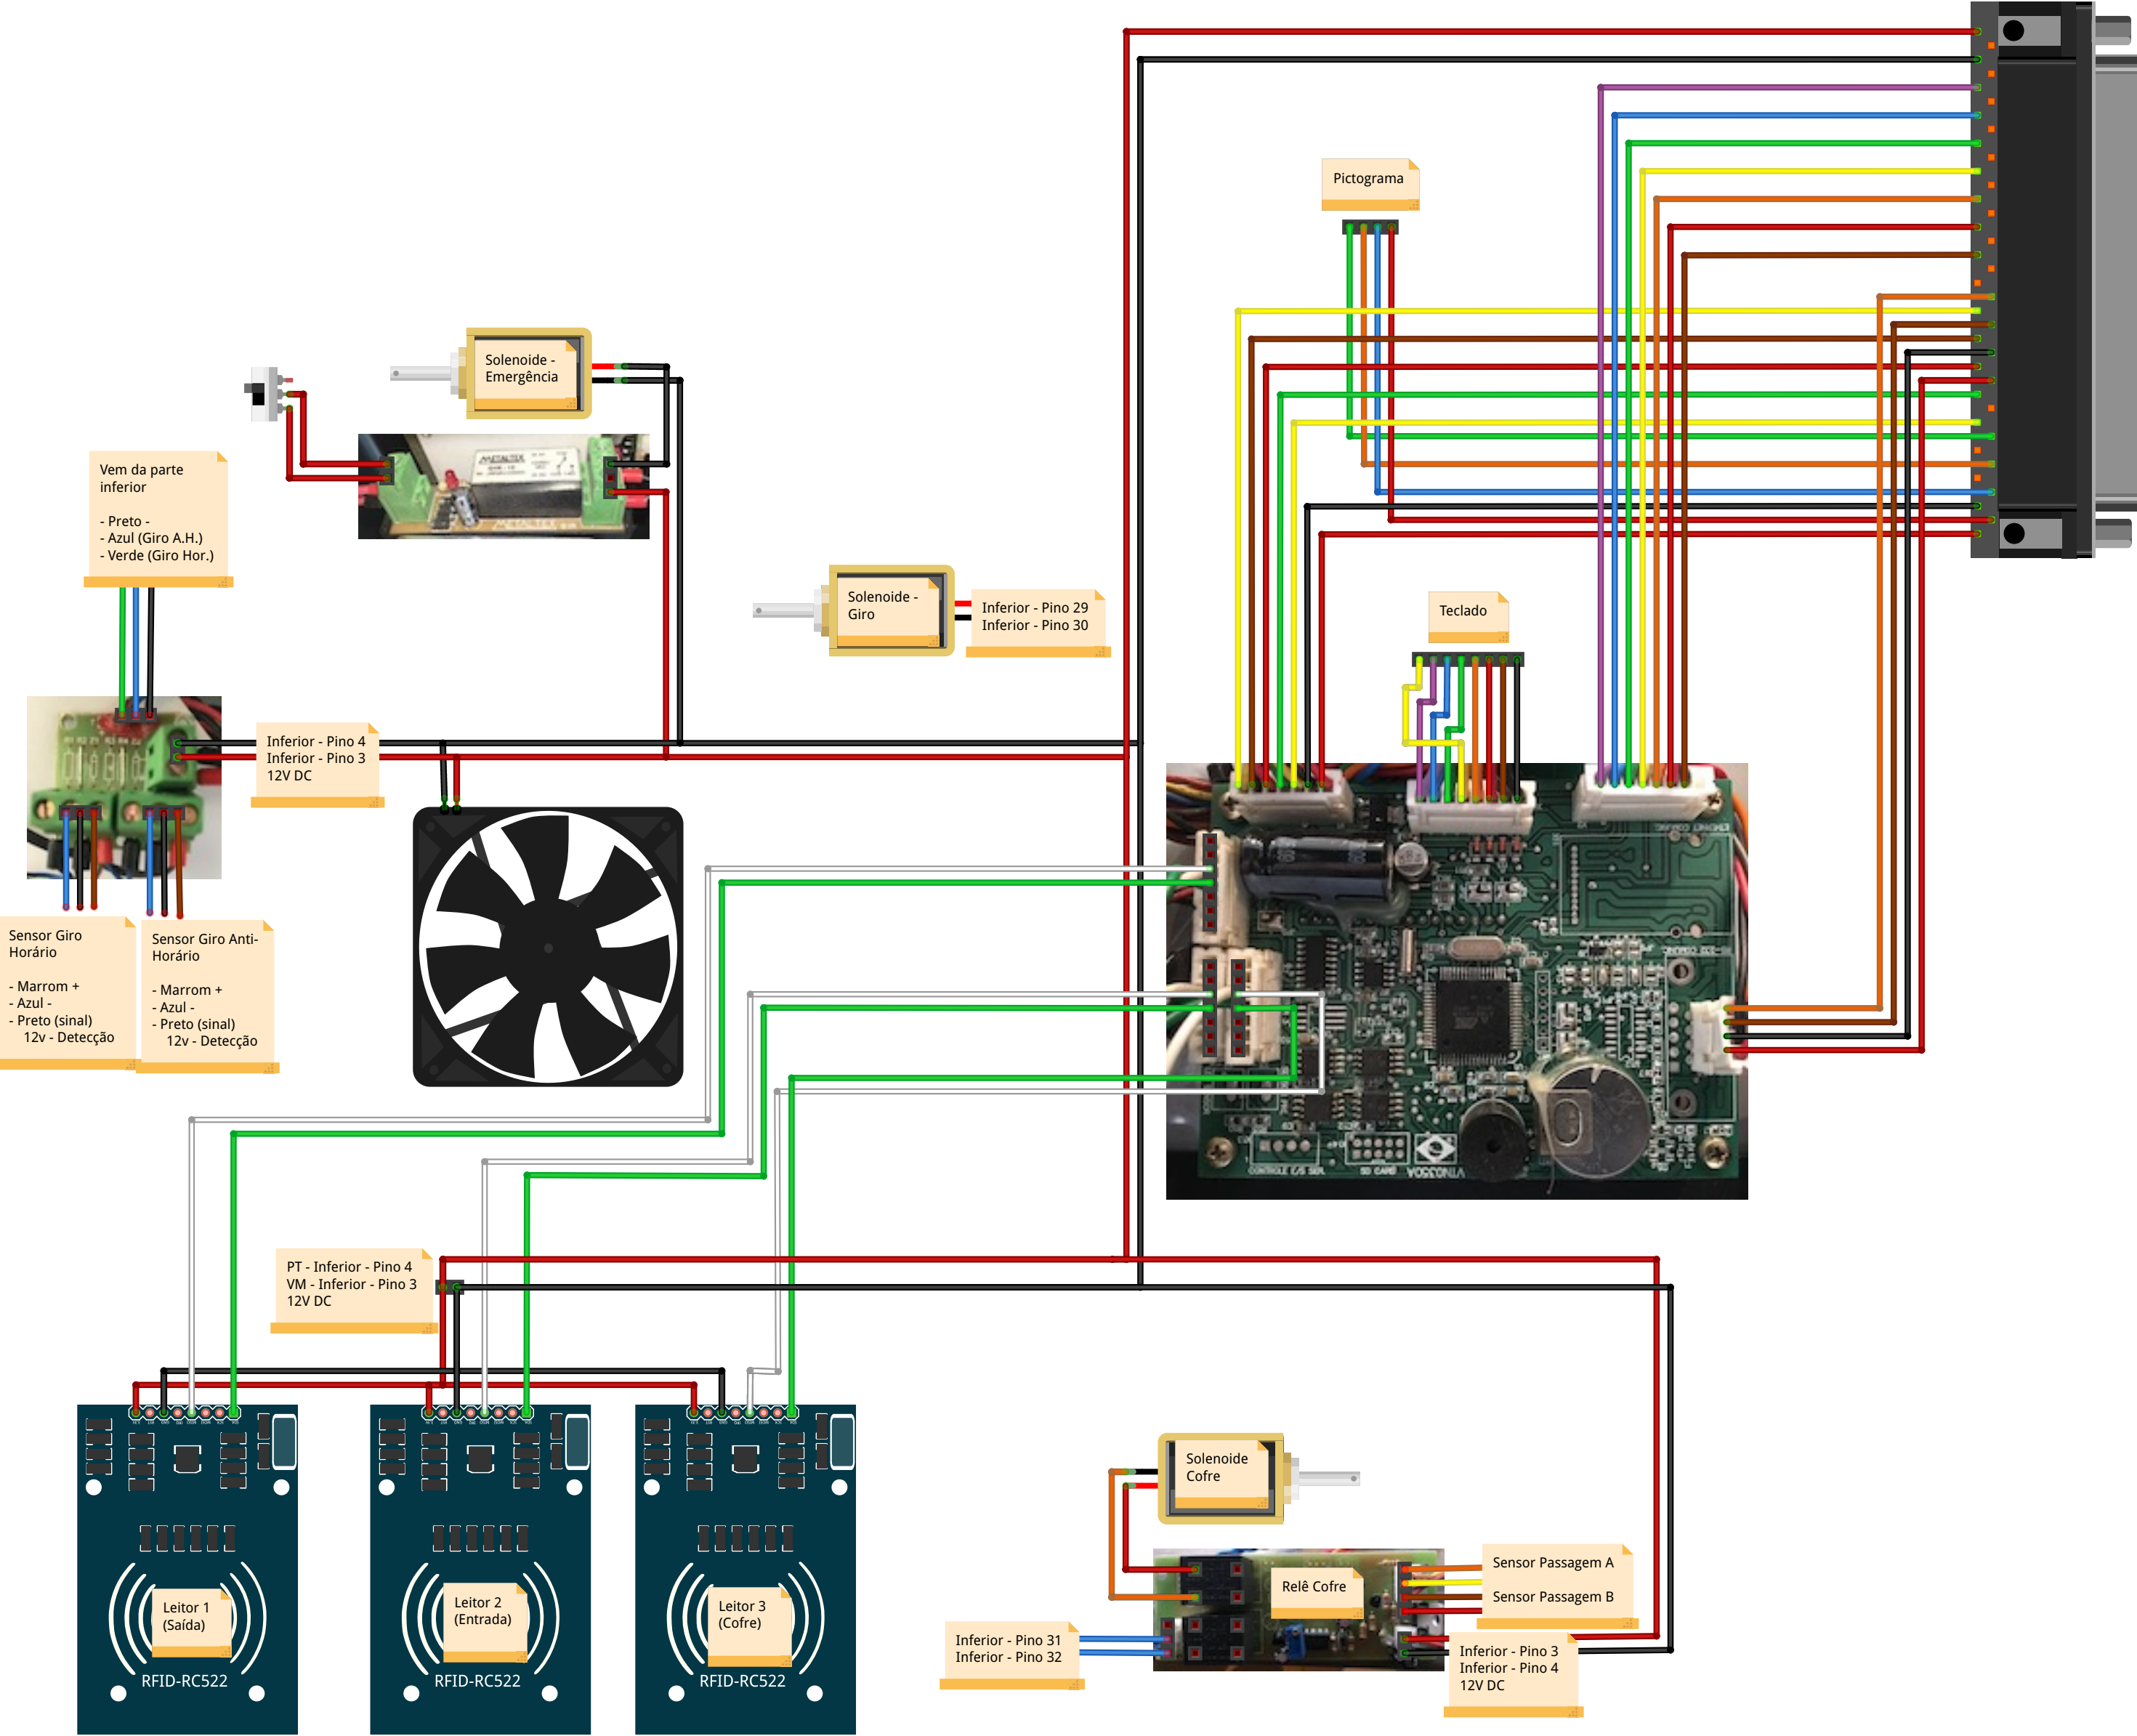 Pictograma
Solenoide -
Emergência
METALTEX
METALTEX
Vem da parte
inferior
- Preto -
- Azul (Giro A.H.)
- Verde (Giro Hor.)
Solenoide -
Giro
Inferior - Pino 29
Inferior - Pino 30
Teclado
Inferior - Pino 4
Inferior - Pino 3
12V DC
Sensor Giro
Horário
- Marrom +
- Azul -
- Preto (sinal)
12v - Detecção
Sensor Giro Anti-
Horário
- Marrom +
- Azul -
- Preto (sinal)
12v - Detecção
SD CARD
PT - Inferior - Pino 4
VM - Inferior - Pino 3
12V DC
Leitor 1
(Saída)
RFID-RC522
Leitor 2
(Entrada)
RFID-RC522
Leitor 3
(Cofre)
RFID-RC522
Solenoide
Cofre
Relê Cofre
Sensor Passagem A
Sensor Passagem B
Inferior - Pino 31
Inferior - Pino 32
Inferior - Pino 3
Inferior - Pino 4
12V DC